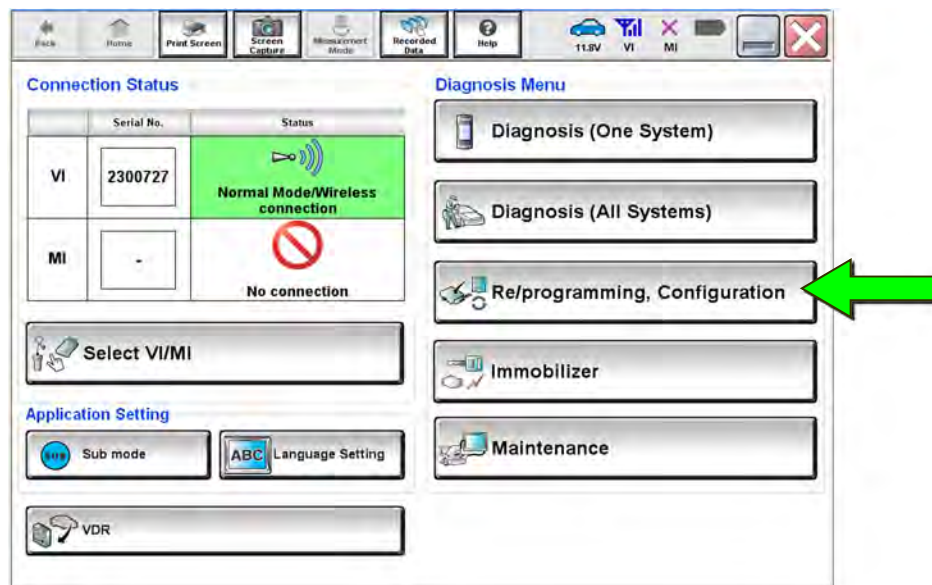 Back
Home
Print Screen
Screen
Capture
Measurement
Mode
Recorded
Data
Help
11.8V
VI
MI
Connection Status
Serial No.
Status
VI
2300727
Normal Mode/Wireless
connection
MI
-
No connection
Select VI/MI
Application Setting
Sub mode
ABC
Language Setting
VDR
Diagnosis Menu
Diagnosis (One System)
Diagnosis (All Systems)
Re/programming, Configuration
Immobilizer
Maintenance